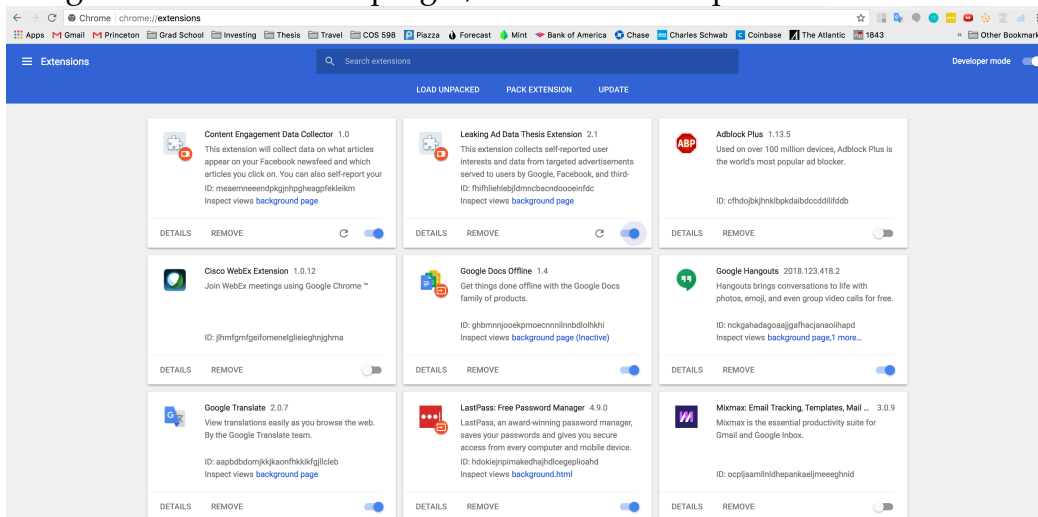 Chrome chrome://extensions
Apps Gmail Princeton Grad School Investing Thesis Travel COS 598 Piazza Forecast Mint Bank of America Chase Charles Schwab Coinbase The Atlantic 1843 » Other Bookmark
Extensions
Search extensions
Developer mode
LOAD UNPACKED PACK EXTENSION UPDATE
Content Engagement Data Collector 1.0
This extension will collect data on what articles
appear on your Facebook newsfeed and which
articles you click on. You can also self-report your
ID: meaemneeendpkgjnhpgheagpfekleikm
Inspect views background page
DETAILS REMOVE
Leaking Ad Data Thesis Extension 2.1
This extension collects self-reported user
interests and data from targeted advertisements
served to users by Google, Facebook, and third-
ID: fhifhliehlebjldmncbacndoooeinfdc
Inspect views background page
DETAILS REMOVE
ABP
Adblock Plus 1.13.5
Used on over 100 million devices, Adblock Plus is
the world's most popular ad blocker.
ID: cfhdojbkjhnklbpkdaibdccddilifddb
DETAILS REMOVE
Cisco WebEx Extension 1.0.12
Join WebEx meetings using Google Chrome ™
ID: jlhmfgmfgeifomenelglieieghnjghma
DETAILS REMOVE
Google Docs Offline 1.4
Get things done offline with the Google Docs
family of products.
ID: ghbmnnjooekpmoecnnnilnnbdlolhkhi
Inspect views background page (Inactive)
DETAILS REMOVE
Google Hangouts 2018.123.418.2
Hangouts brings conversations to life with
photos, emoji, and even group video calls for free.
ID: nckgahadagoaajjgafhacjanaoiihapd
Inspect views background page,1 more...
DETAILS REMOVE
Google Translate 2.0.7
View translations easily as you browse the web.
By the Google Translate team.
ID: aapbdbdomjkkjkaonfhkkikfgjllcleb
Inspect views background page
DETAILS REMOVE
LastPass: Free Password Manager 4.9.0
LastPass, an award-winning password manager,
saves your passwords and gives you secure
access from every computer and mobile device.
ID: hdokiejnpimakedhajhdlcegeplioahd
Inspect views background.html
DETAILS REMOVE
Mixmax: Email Tracking, Templates, Mail ... 3.0.9
Mixmax is the essential productivity suite for
Gmail and Google Inbox.
ID: ocpljaamllnldhepankaeljmeeeghnid
DETAILS REMOVE